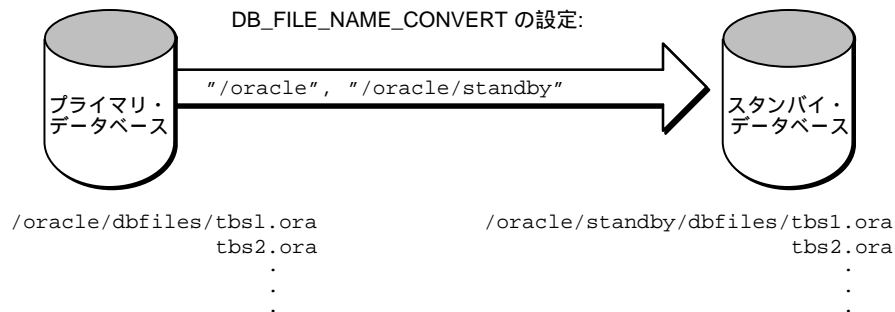 DB_FILE_NAME_CONVERT の設定:
"/oracle", "/oracle/standby"
プライマリ・
データベース
スタンバイ・
データベース
/oracle/dbfiles/tbsl.ora
tbs2.ora
.
.
.
/oracle/standby/dbfiles/tbs1.ora
tbs2.ora
.
.
.